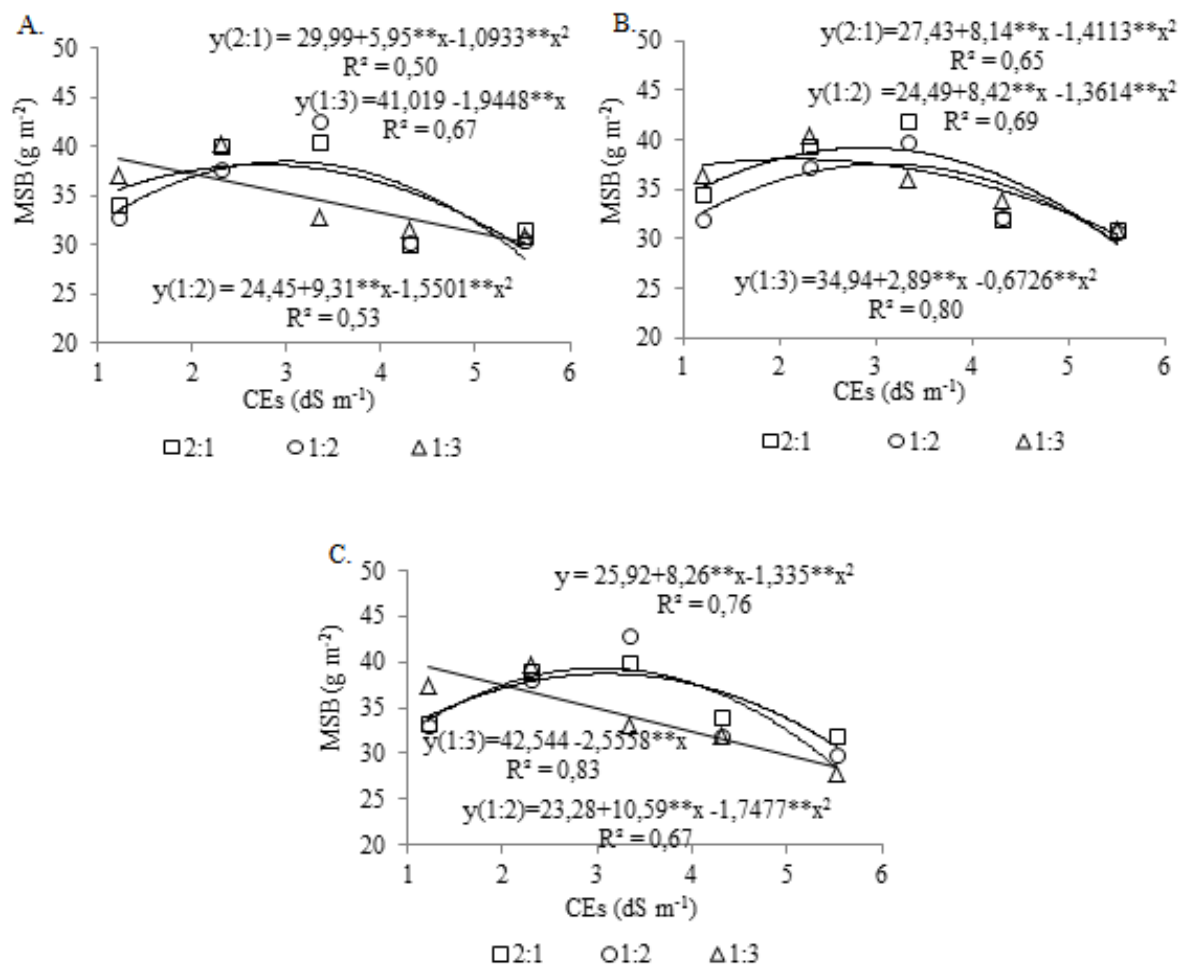 A.
y(2:1) = 29,99+5,95**x-1,0933**x²
R² = 0,50
y(1:3)=41,019 -1,9448**x
R² = 0,67
y(1:2) = 24,45+9,31**x-1,5501**x²
R² = 0,53
MSB (g m⁻²)
50
45
40
35
30
25
20
1 2 3 4 5 6
CEs (dS m⁻¹)
2:1 1:2 1:3
B.
y(2:1)=27,43+8,14**x -1,4113**x²
R² = 0,65
y(1:2) = 24,49+8,42**x -1,3614**x²
R² = 0,69
y(1:3)=34,94+2,89**x -0,6726**x²
R² = 0,80
MSB (g m⁻²)
50
45
40
35
30
25
20
1 2 3 4 5 6
CEs (dS m⁻¹)
2:1 1:2 1:3
C.
y = 25,92+8,26**x-1,335**x²
R² = 0,76
y(1:3)=42,544 -2,5558**x
R² = 0,83
y(1:2)=23,28+10,59**x -1,7477**x²
R² = 0,67
MSB (g m⁻²)
50
45
40
35
30
25
20
1 2 3 4 5 6
CEs (dS m⁻¹)
2:1 1:2 1:3